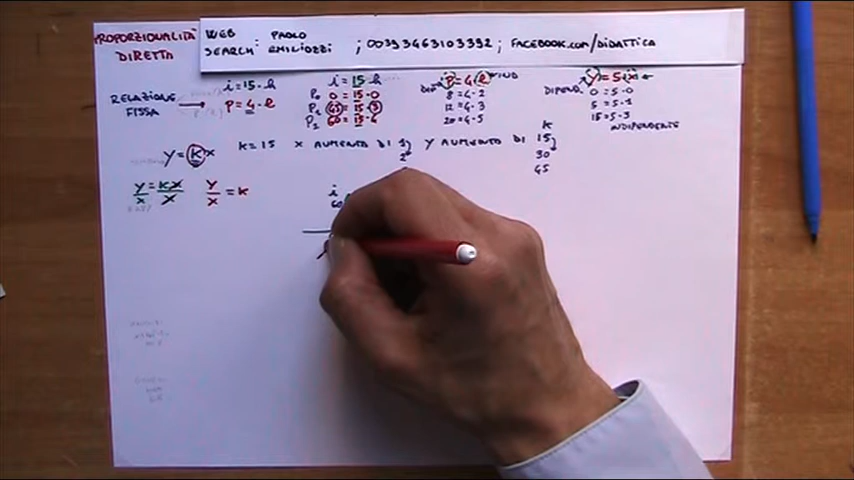 WEB SEARCH: PAOLO EMILIOZZI ; 00393463103392 ; FACEBOOK.COM/DIDATTICA
PROPORZIONALITÀ
DIRETTA
RELAZIONE
FISSA
i = 15 · h
P = 4 · l
i = 15 · h
P₀ 0 = 15 · 0
P₁ 45 = 15 · 3
P₂ 60 = 15 · 4
P = 4 · l
8 = 4 · 2
12 = 4 · 3
20 = 4 · 5
DIPEND.
Y = 5 · x
0 = 5 · 0
5 = 5 · 1
15 = 5 · 3
INDIPENDENTE
y = k x
K = 15 X AUMENTO DI 1 Y AUMENTO DI 15
2
K
30
45
y/x = kx/x
y/x = k
i